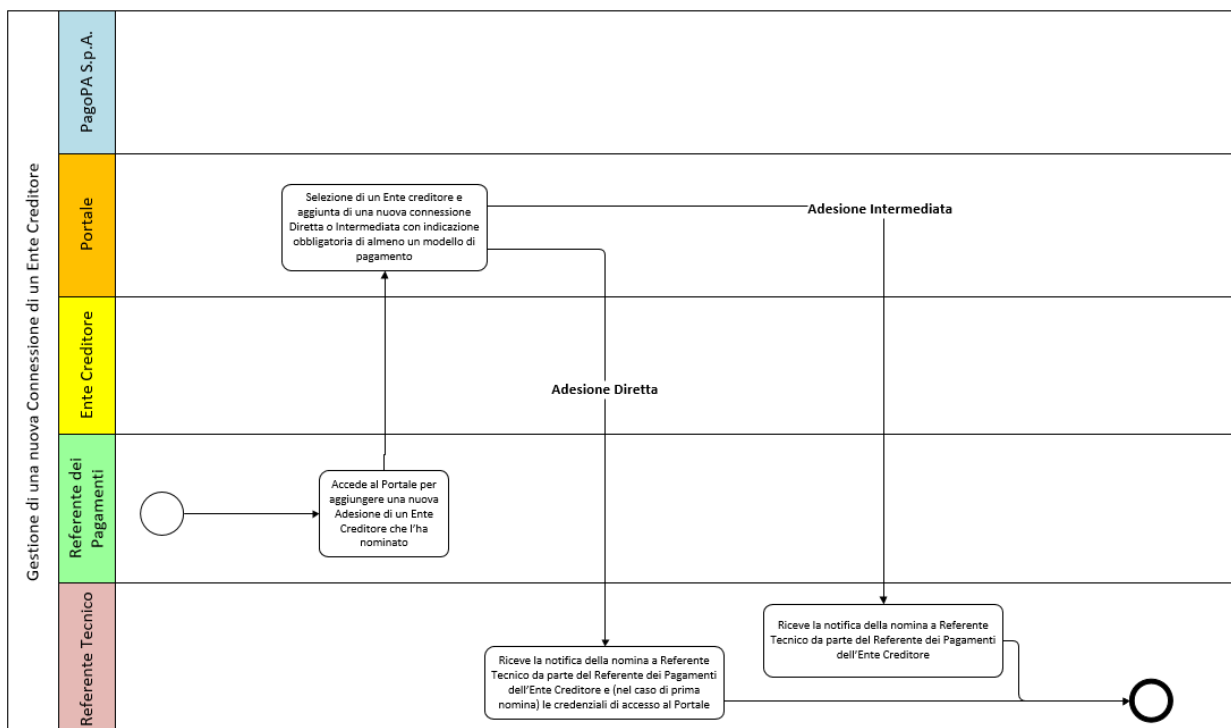 Gestione di una nuova Connessione di un Ente Creditore
PagoPA S.p.A.
Portale
Selezione di un Ente creditore e
aggiunta di una nuova connessione
Diretta o Intermediata con indicazione
obbligatoria di almeno un modello di
pagamento
Adesione Intermediata
Ente Creditore
Adesione Diretta
Referente dei
Pagamenti
Accede al Portale per
aggiungere una nuova
Adesione di un Ente
Creditore che l'ha
nominato
Referente Tecnico
Riceve la notifica della nomina a Referente
Tecnico da parte del Referente dei Pagamenti
dell'Ente Creditore e (nel caso di prima
nomina) le credenziali di accesso al Portale
Riceve la notifica della nomina a Referente
Tecnico da parte del Referente dei Pagamenti
dell'Ente Creditore